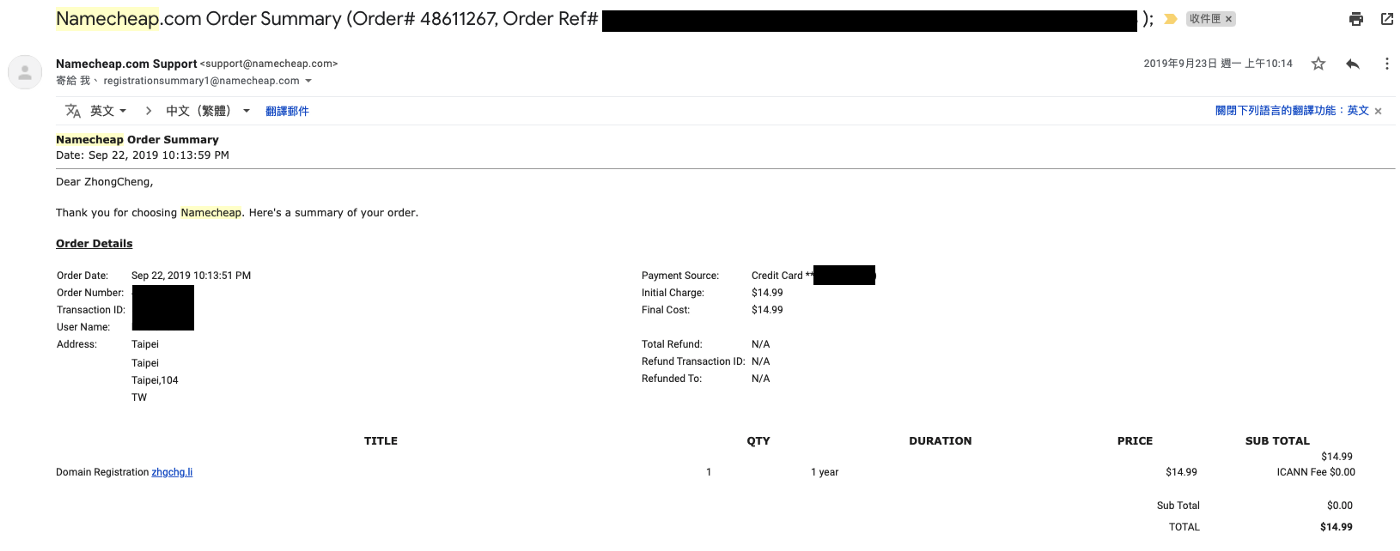 Namecheap.com Order Summary (Order# 48611267, Order Ref# ); 收件匣 ×
Namecheap.com Support <support@namecheap.com>
2019年9月23日 週一 上午10:14
寄給 我、 registrationsummary1@namecheap.com
英文 > 中文（繁體） 翻譯郵件
關閉下列語言的翻譯功能：英文 ×
Namecheap Order Summary
Date: Sep 22, 2019 10:13:59 PM
Dear ZhongCheng,
Thank you for choosing Namecheap. Here's a summary of your order.
Order Details
Order Date: Sep 22, 2019 10:13:51 PM
Order Number:
Transaction ID:
User Name:
Address: Taipei
Taipei
Taipei,104
TW
Payment Source: Credit Card **
Initial Charge: $14.99
Final Cost: $14.99
Total Refund: N/A
Refund Transaction ID: N/A
Refunded To: N/A
TITLE QTY DURATION PRICE SUB TOTAL
$14.99
Domain Registration zhgchg.li 1 1 year $14.99 ICANN Fee $0.00
Sub Total $0.00
TOTAL $14.99